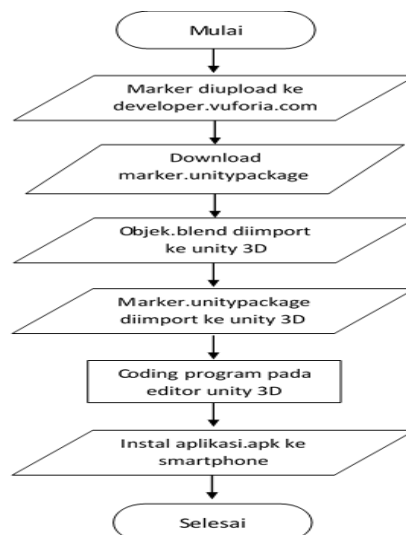 Mulai
Marker diupload ke
developer.vuforia.com
Download
marker.unitypackage
Objek.blend diimport
ke unity 3D
Marker.unitypackage
diimport ke unity 3D
Coding program pada
editor unity 3D
Instal aplikasi.apk ke
smartphone
Selesai